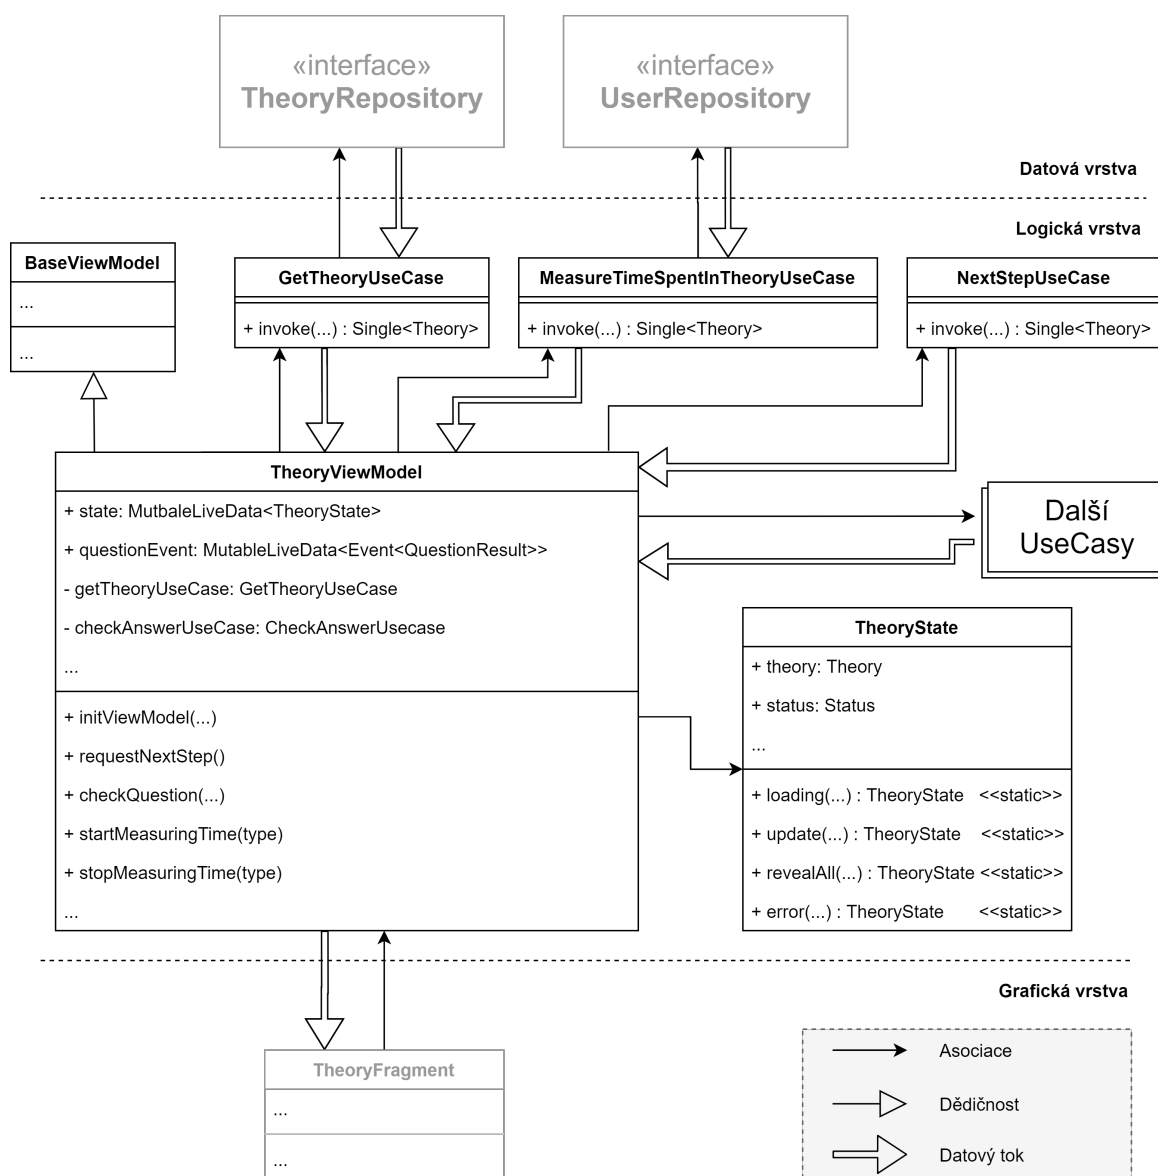 «interface»
TheoryRepository
«interface»
UserRepository
Datová vrstva
Logická vrstva
BaseViewModel
...
...
GetTheoryUseCase
+ invoke(...) : Single<Theory>
MeasureTimeSpentInTheoryUseCase
+ invoke(...) : Single<Theory>
NextStepUseCase
+ invoke(...) : Single<Theory>
TheoryViewModel
+ state: MutbaleLiveData<TheoryState>
+ questionEvent: MutableLiveData<Event<QuestionResult>>
- getTheoryUseCase: GetTheoryUseCase
- checkAnswerUseCase: CheckAnswerUsecase
...
+ initViewModel(...)
+ requestNextStep()
+ checkQuestion(...)
+ startMeasuringTime(type)
+ stopMeasuringTime(type)
...
Další
UseCasy
TheoryState
+ theory: Theory
+ status: Status
...
+ loading(...) : TheoryState <<static>>
+ update(...) : TheoryState <<static>>
+ revealAll(...) : TheoryState <<static>>
+ error(...) : TheoryState <<static>>
Grafická vrstva
TheoryFragment
...
...
Asociace
Dědičnost
Datový tok